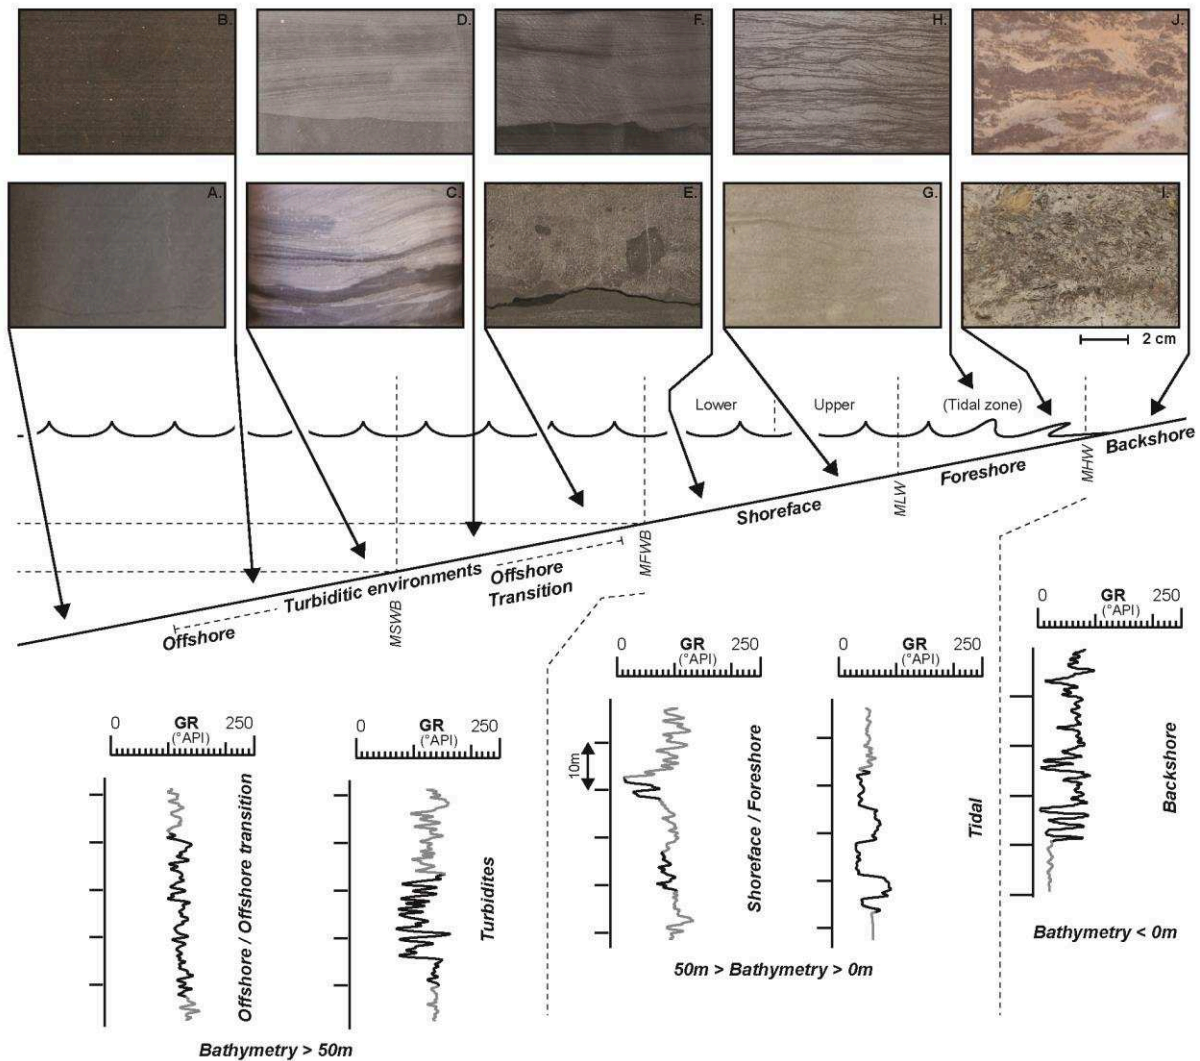 B.
D.
F.
H.
J.
A.
C.
E.
G.
I.
2 cm
Lower
Upper
(Tidal zone)
Backshore
Foreshore
MHW
MLW
Shoreface
MFWB
Offshore
Transition
Turbiditic environments
MSWB
Offshore
0 GR 250
(°API)
Backshore
Bathymetry < 0m
0 GR 250
(°API)
10m
Shoreface / Foreshore
0 GR 250
(°API)
Tidal
50m > Bathymetry > 0m
0 GR 250
(°API)
Offshore / Offshore transition
0 GR 250
(°API)
Turbidites
Bathymetry > 50m